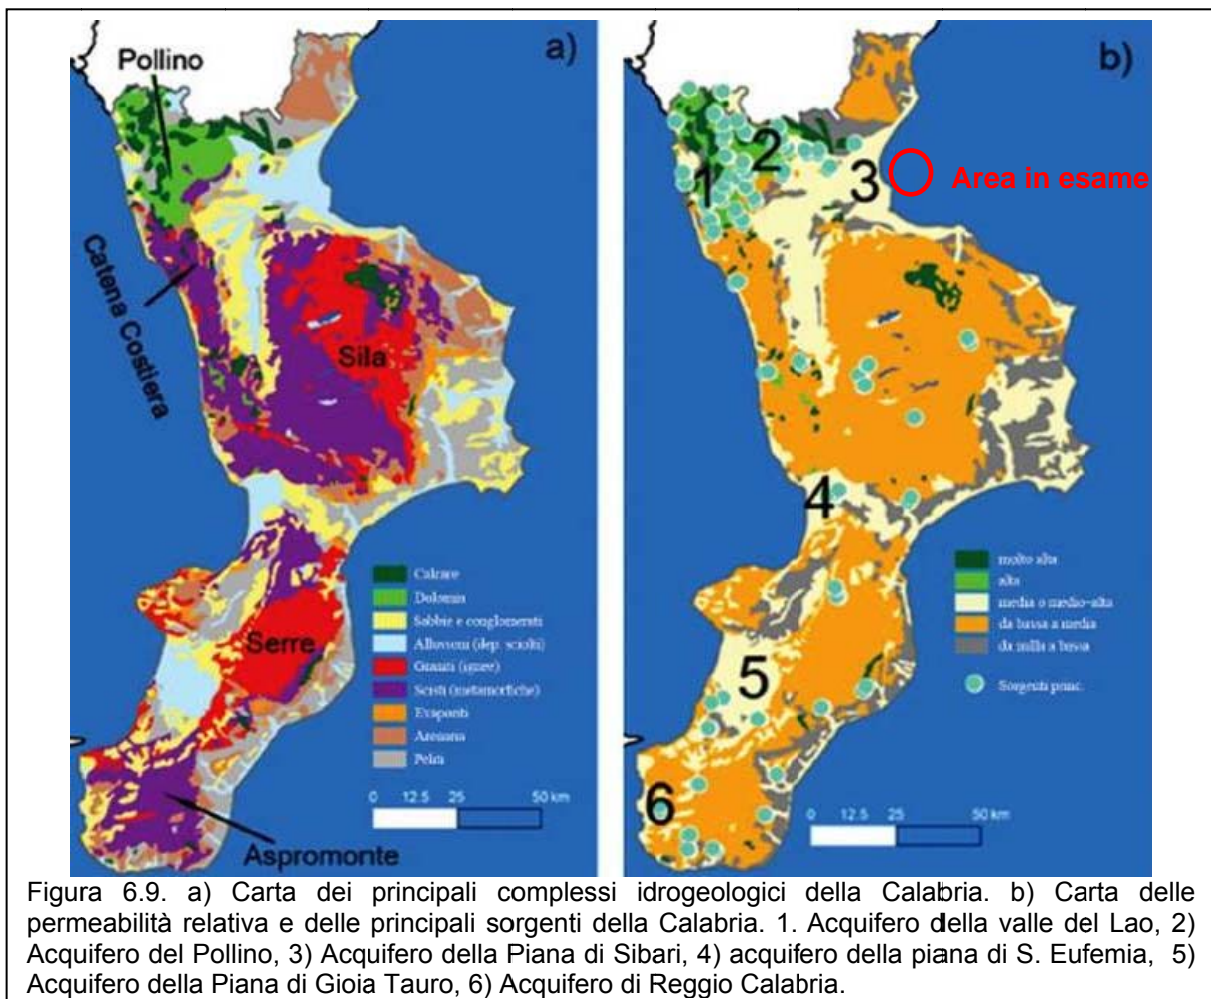 a)
Pollino
Catena Costiera
Sila
Serre
Aspromonte
Calcare
Dolomia
Sabbie e conglomerati
Alluvioni (dep. sciolti)
Graniti (ignee)
Scisti (metamorfiche)
Evaporiti
Arenaria
Peliti
0 12.5 25 50 km
b)
1
2
3
Area in esame
4
5
6
molto alta
alta
media o medio-alta
da bassa a media
da nulla a bassa
Sorgenti princ.
0 12.5 25 50 km
Figura 6.9. a) Carta dei principali complessi idrogeologici della Calabria. b) Carta delle
permeabilità relativa e delle principali sorgenti della Calabria. 1. Acquifero della valle del Lao, 2)
Acquifero del Pollino, 3) Acquifero della Piana di Sibari, 4) acquifero della piana di S. Eufemia, 5)
Acquifero della Piana di Gioia Tauro, 6) Acquifero di Reggio Calabria.